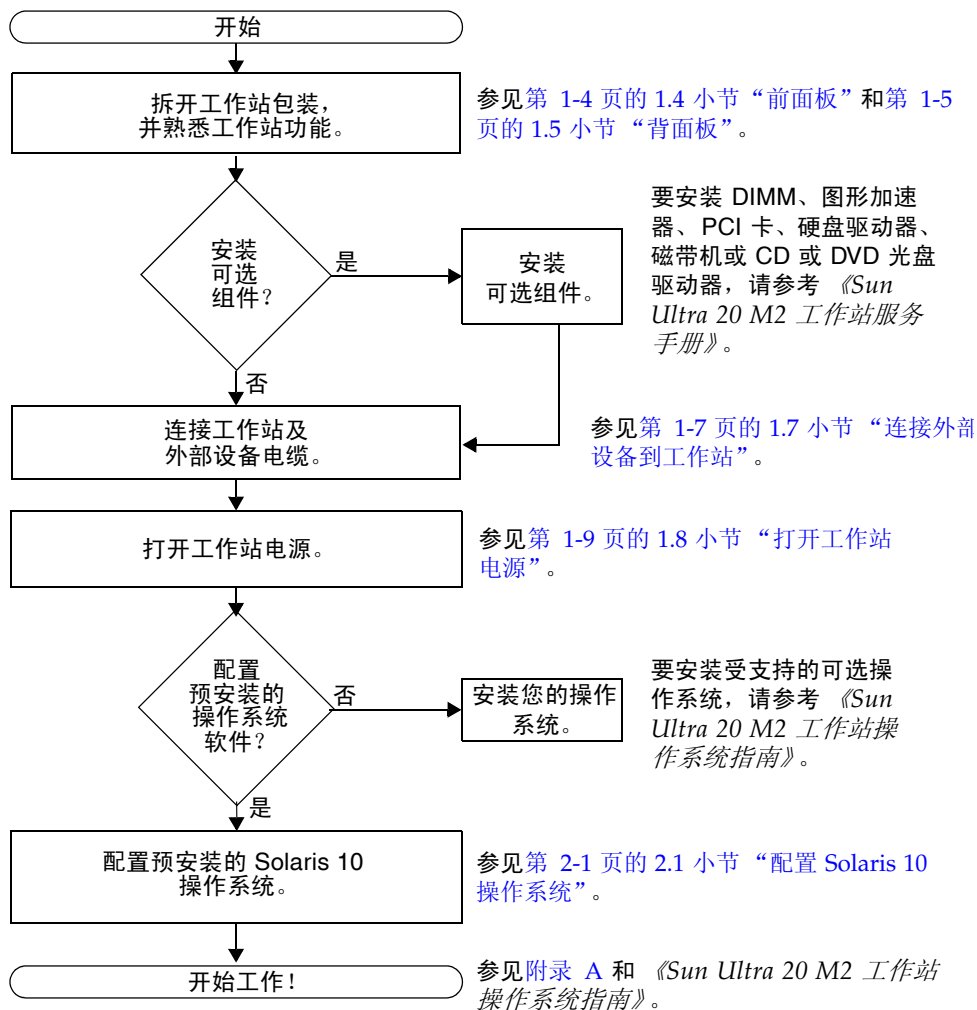 开始
拆开工作站包装，
并熟悉工作站功能。
参见第 1-4 页的 1.4 小节“前面板”和第 1-5
页的 1.5 小节 “背面板”。
安装
可选
组件？
是
安装
可选组件。
要安装 DIMM、图形加速
器、PCI 卡、硬盘驱动器、
磁带机或 CD 或 DVD 光盘
驱动器，请参考 《Sun
Ultra 20 M2 工作站服务
手册》。
否
连接工作站及
外部设备电缆。
参见第 1-7 页的 1.7 小节 “连接外部
设备到工作站”。
打开工作站电源。
参见第 1-9 页的 1.8 小节 “打开工作站
电源”。
配置
预安装的
操作系统
软件？
否
安装您的操作
系统。
要安装受支持的可选操
作系统，请参考 《Sun
Ultra 20 M2 工作站操
作系统指南》。
是
配置预安装的 Solaris 10
操作系统。
参见第 2-1 页的 2.1 小节 “配置 Solaris 10
操作系统”。
开始工作！
参见附录 A 和 《Sun Ultra 20 M2 工作站
操作系统指南》。